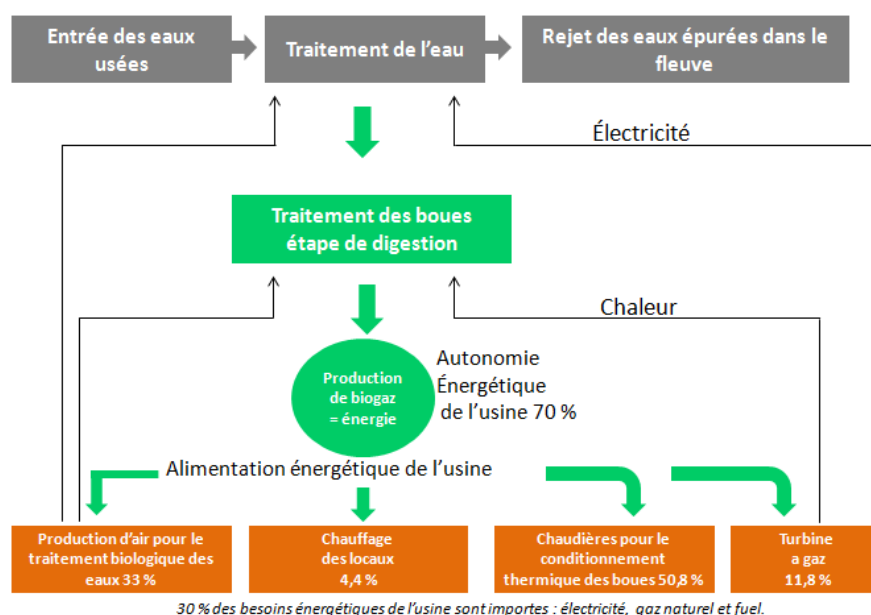 Entrée des eaux
usées
Traitement de l'eau
Rejet des eaux épurées dans le
fleuve
Électricité
Traitement des boues
étape de digestion
Chaleur
Production
de biogaz
= énergie
Autonomie
Énergétique
de l'usine 70 %
Alimentation énergétique de l'usine
Production d'air pour le
traitement biologique des
eaux 33 %
Chauffage
des locaux
4,4 %
Chaudières pour le
conditionnement
thermique des boues 50,8 %
Turbine
a gaz
11,8 %
30 % des besoins énergétiques de l'usine sont importes : électricité, gaz naturel et fuel.